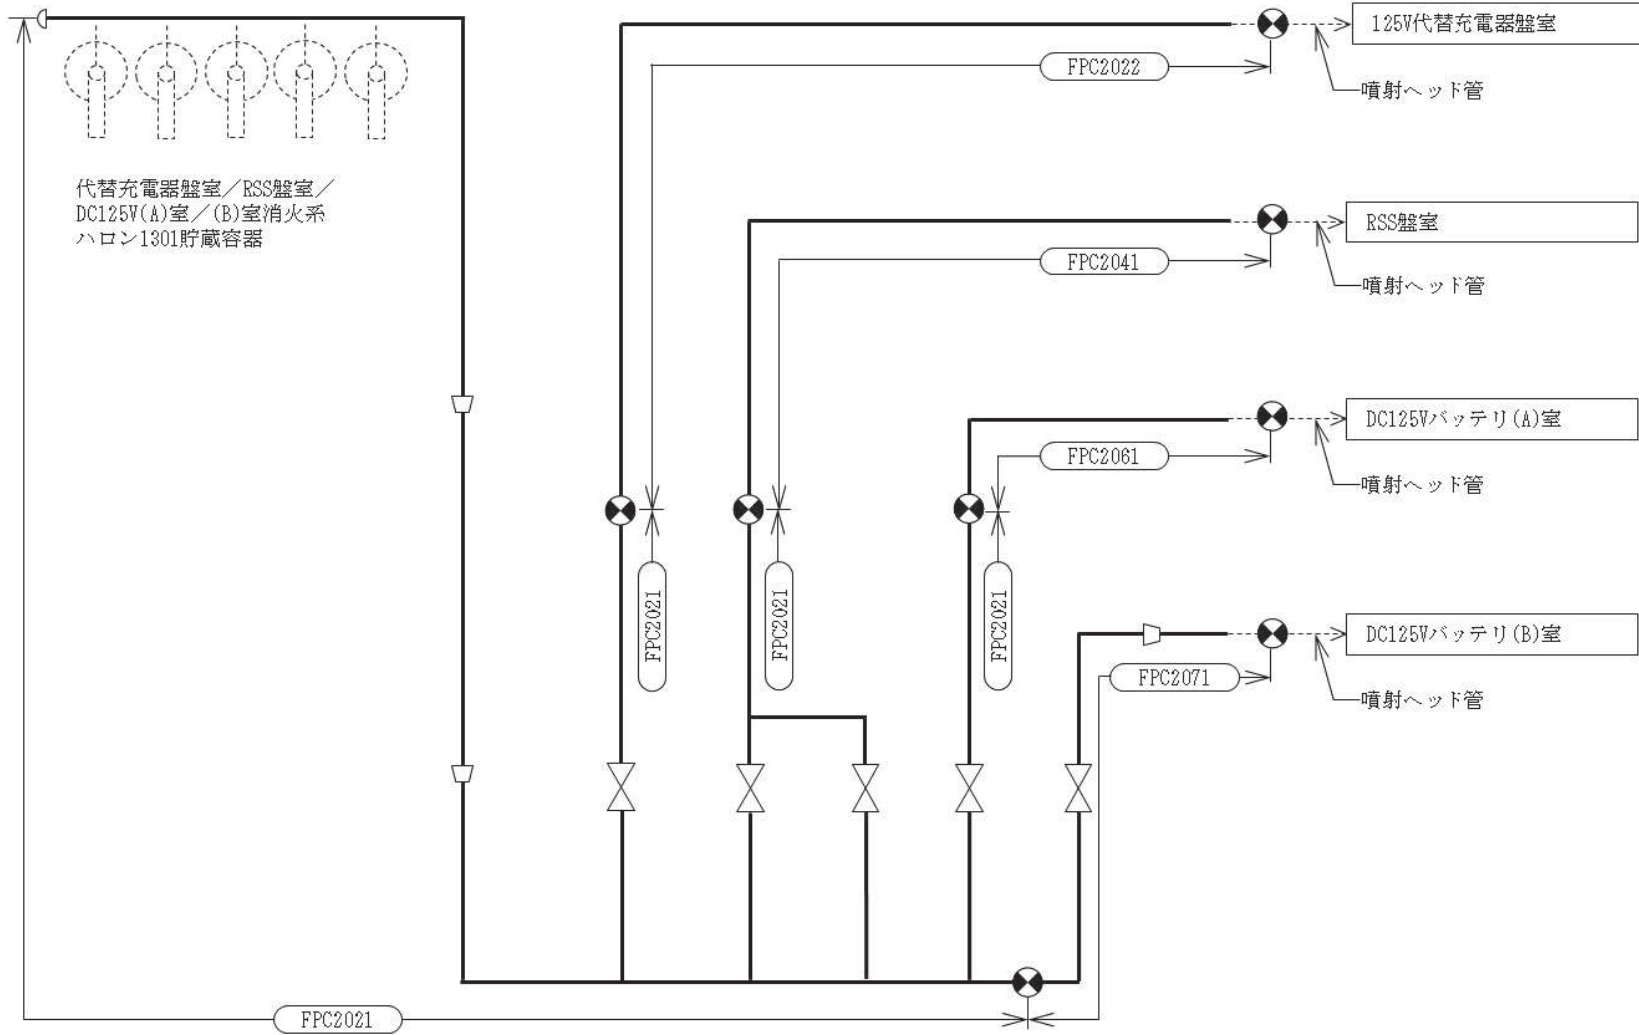 125V代替充電器盤室
FPC2022
噴射ヘッド管
代替充電器盤室／RSS盤室／
DC125V(A)室／(B)室消火系
ハロン1301貯蔵容器
RSS盤室
FPC2041
噴射ヘッド管
DC125Vバッテリ(A)室
FPC2061
噴射ヘッド管
FPC2021
FPC2021
FPC2021
DC125Vバッテリ(B)室
FPC2071
噴射ヘッド管
FPC2021